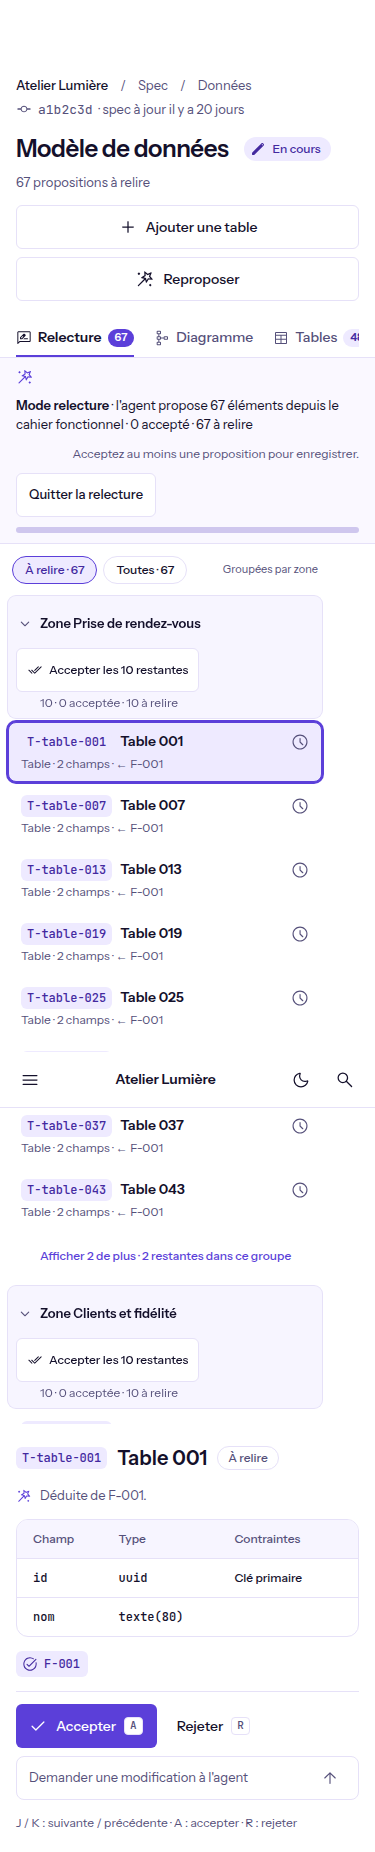 Atelier Lumière / Spec / Données
a1b2c3d · spec à jour il y a 20 jours
Modèle de données En cours
67 propositions à relire
Ajouter une table
Reproposer
Relecture 67 Diagramme Tables
Mode relecture · l'agent propose 67 éléments depuis le
cahier fonctionnel · 0 accepté · 67 à relire
Acceptez au moins une proposition pour enregistrer.
Quitter la relecture
À relire · 67 Toutes · 67 Groupées par zone
Zone Prise de rendez-vous
Accepter les 10 restantes
10 · 0 acceptée · 10 à relire
T-table-001 Table 001
Table · 2 champs · ← F-001
T-table-007 Table 007
Table · 2 champs · ← F-001
T-table-013 Table 013
Table · 2 champs · ← F-001
T-table-019 Table 019
Table · 2 champs · ← F-001
T-table-025 Table 025
Table · 2 champs · ← F-001
Atelier Lumière
T-table-037 Table 037
Table · 2 champs · ← F-001
T-table-043 Table 043
Table · 2 champs · ← F-001
Afficher 2 de plus · 2 restantes dans ce groupe
Zone Clients et fidélité
Accepter les 10 restantes
10 · 0 acceptée · 10 à relire
T-table-001 Table 001 À relire
Déduite de F-001.
Champ Type Contraintes
id uuid Clé primaire
nom texte(80)
F-001
Accepter A Rejeter R
Demander une modification à l'agent
J / K : suivante / précédente · A : accepter · R : rejeter